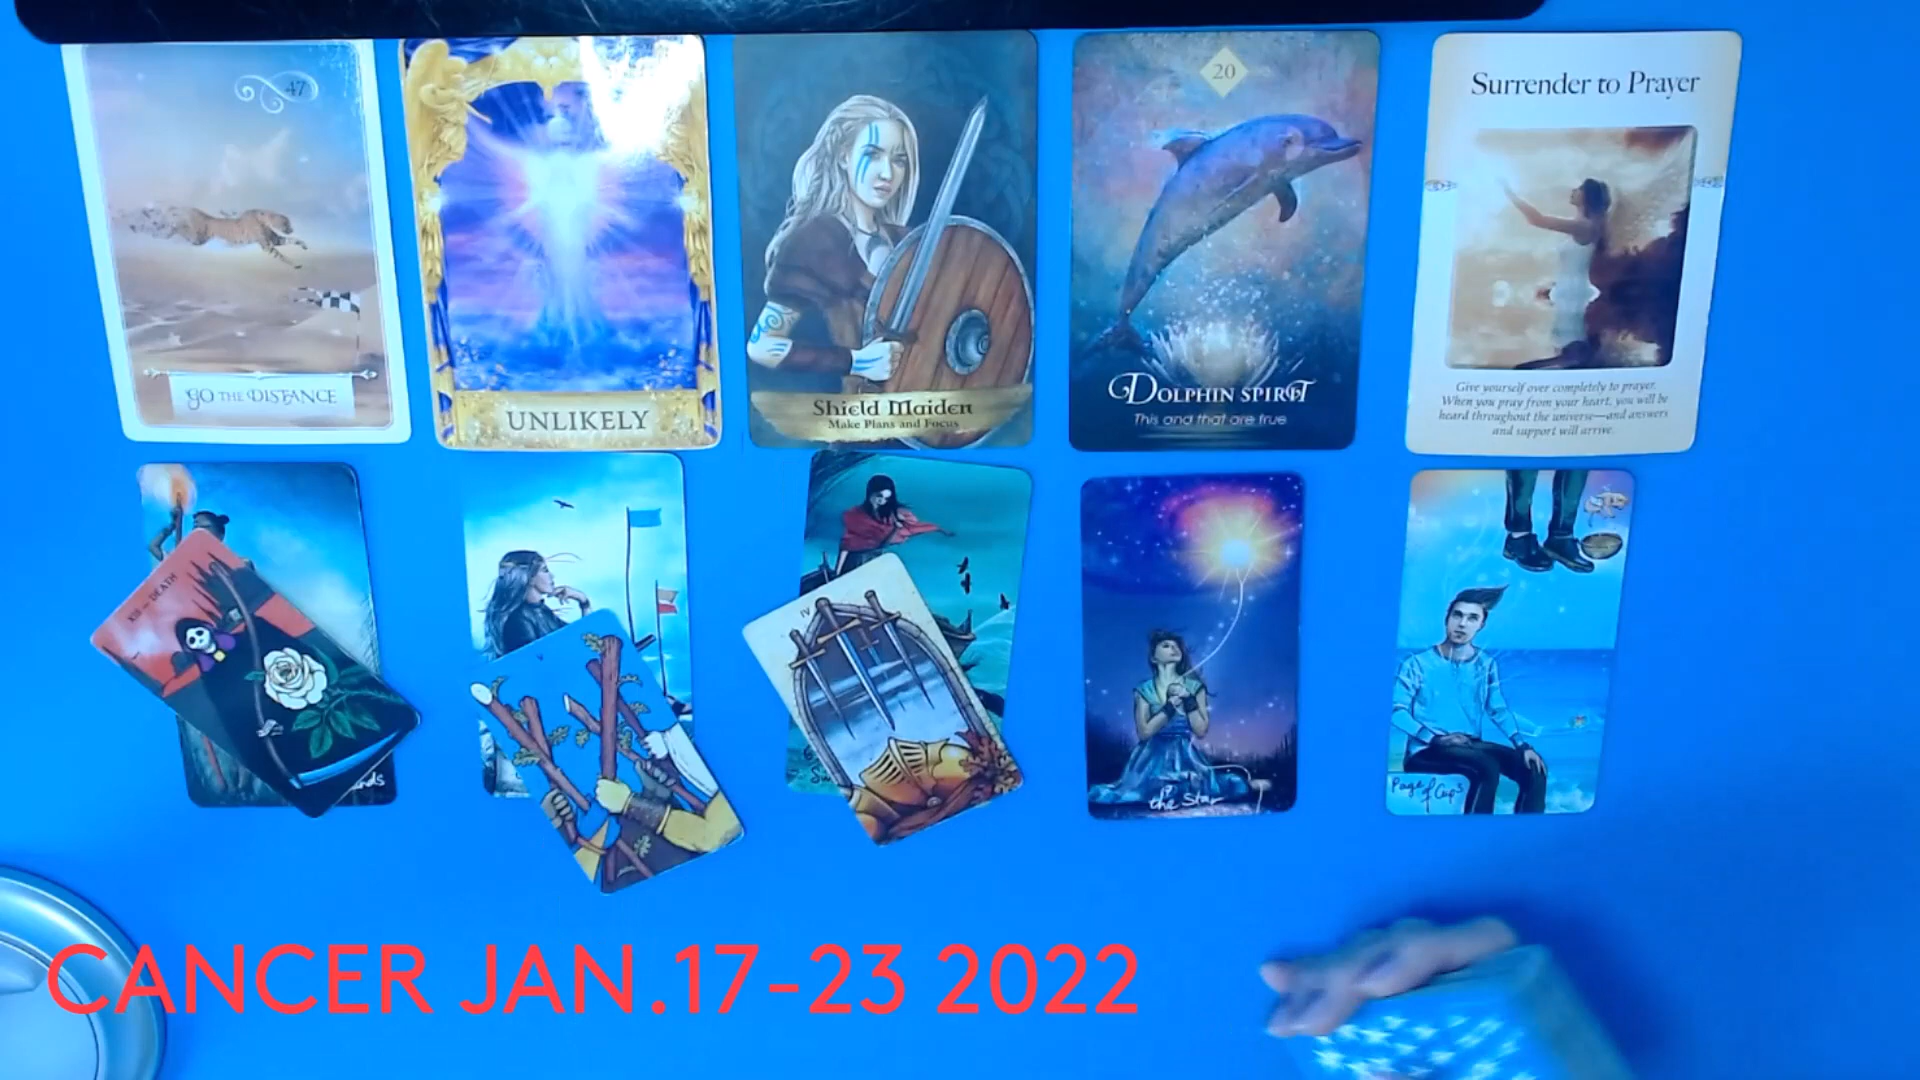 47
GO THE DISTANCE
UNLIKELY
Shield Maiden
Make Plans and Focus
20
DOLPHIN SPIRIT
This and that are true
Surrender to Prayer
Give yourself over completely to prayer.
When you pray from your heart, you will be
heard throughout the universe—and answers
and support will arrive.
XIII — DEATH
IV
the Star
Page of Cups
CANCER JAN.17-23 2022